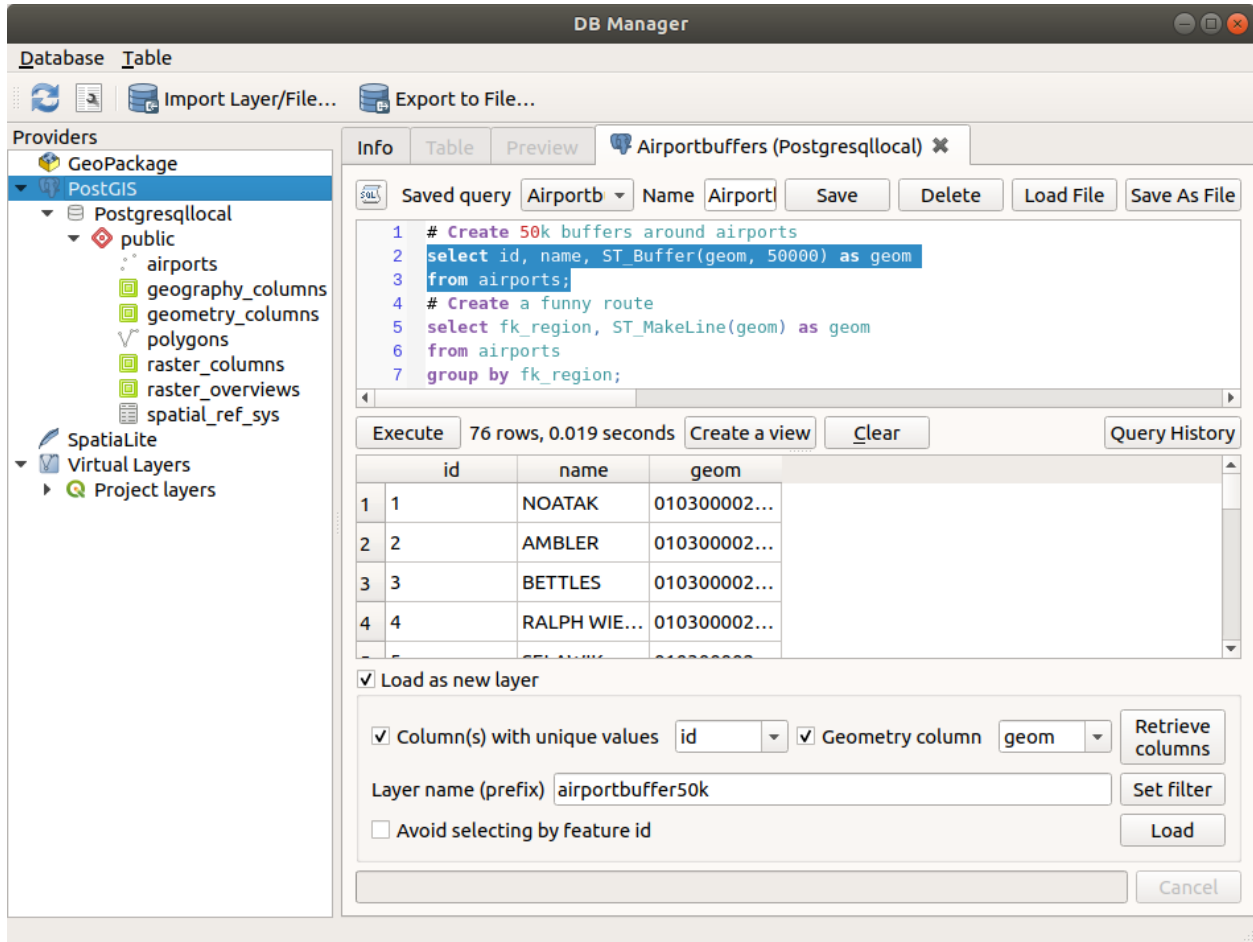 DB Manager
Database Table
Import Layer/File... Export to File...
Providers
GeoPackage
PostGIS
Postgresqllocal
public
airports
geography_columns
geometry_columns
polygons
raster_columns
raster_overviews
spatial_ref_sys
SpatiaLite
Virtual Layers
Project layers
Info Table Preview Airportbuffers (Postgresqllocal)
SQL Saved query Airportb Name Airportl Save Delete Load File Save As File
1 # Create 50k buffers around airports
2 select id, name, ST_Buffer(geom, 50000) as geom
3 from airports;
4 # Create a funny route
5 select fk_region, ST_MakeLine(geom) as geom
6 from airports
7 group by fk_region;
Execute 76 rows, 0.019 seconds Create a view Clear Query History
id name geom
1 1 NOATAK 010300002...
2 2 AMBLER 010300002...
3 3 BETTLES 010300002...
4 4 RALPH WIE... 010300002...
Load as new layer
Column(s) with unique values id Geometry column geom Retrieve columns
Layer name (prefix) airportbuffer50k Set filter
Avoid selecting by feature id Load
Cancel